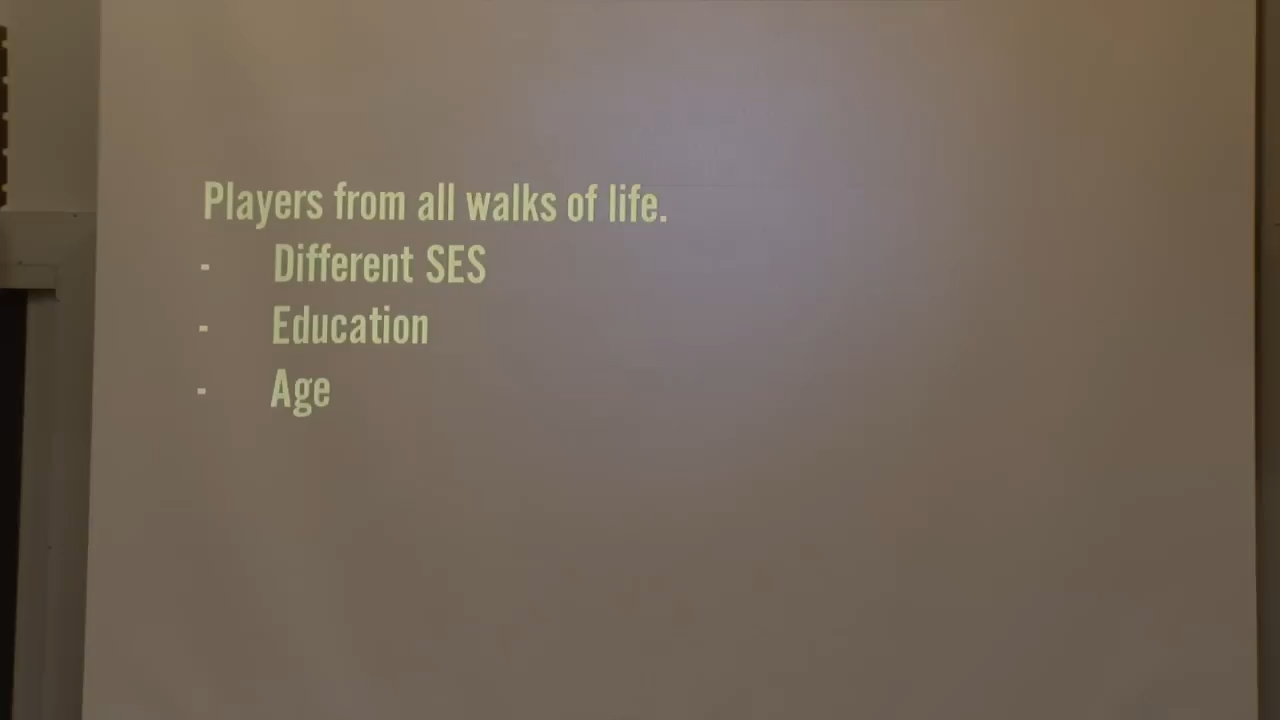 Players from all walks of life.
- Different SES
- Education
- Age